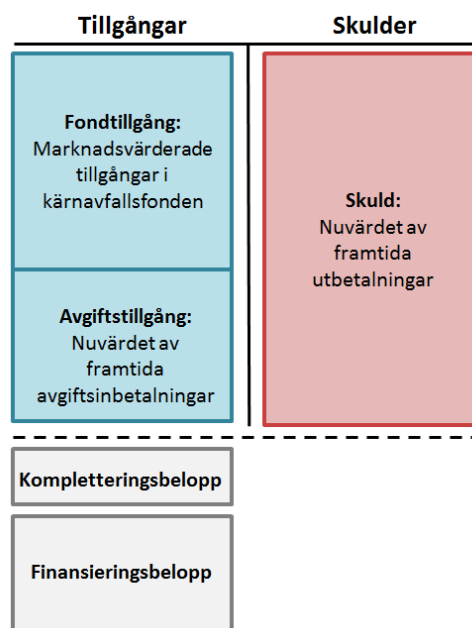 Tillgångar
Skulder
Fondtillgång:
Marknadsvärderade
tillgångar i
kärnavfallsfonden
Avgiftstillgång:
Nuvärdet av
framtida
avgiftsinbetalningar
Skuld:
Nuvärdet av
framtida
utbetalningar
Kompletteringsbelopp
Finansieringsbelopp